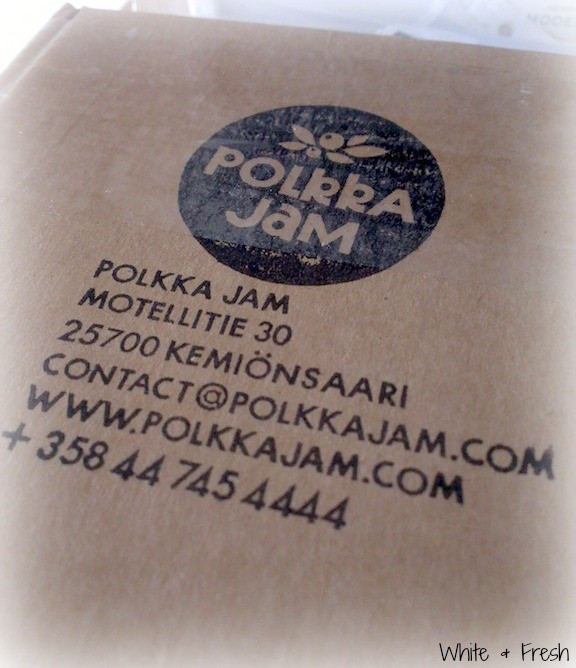 POLKKA
JAM
POLKKA JAM
MOTELLITIE 30
25700 KEMIÖNSAARI
CONTACT@POLKKAJAM.COM
WWW.POLKKAJAM.COM
+ 358 44 745 4444
White & Fresh